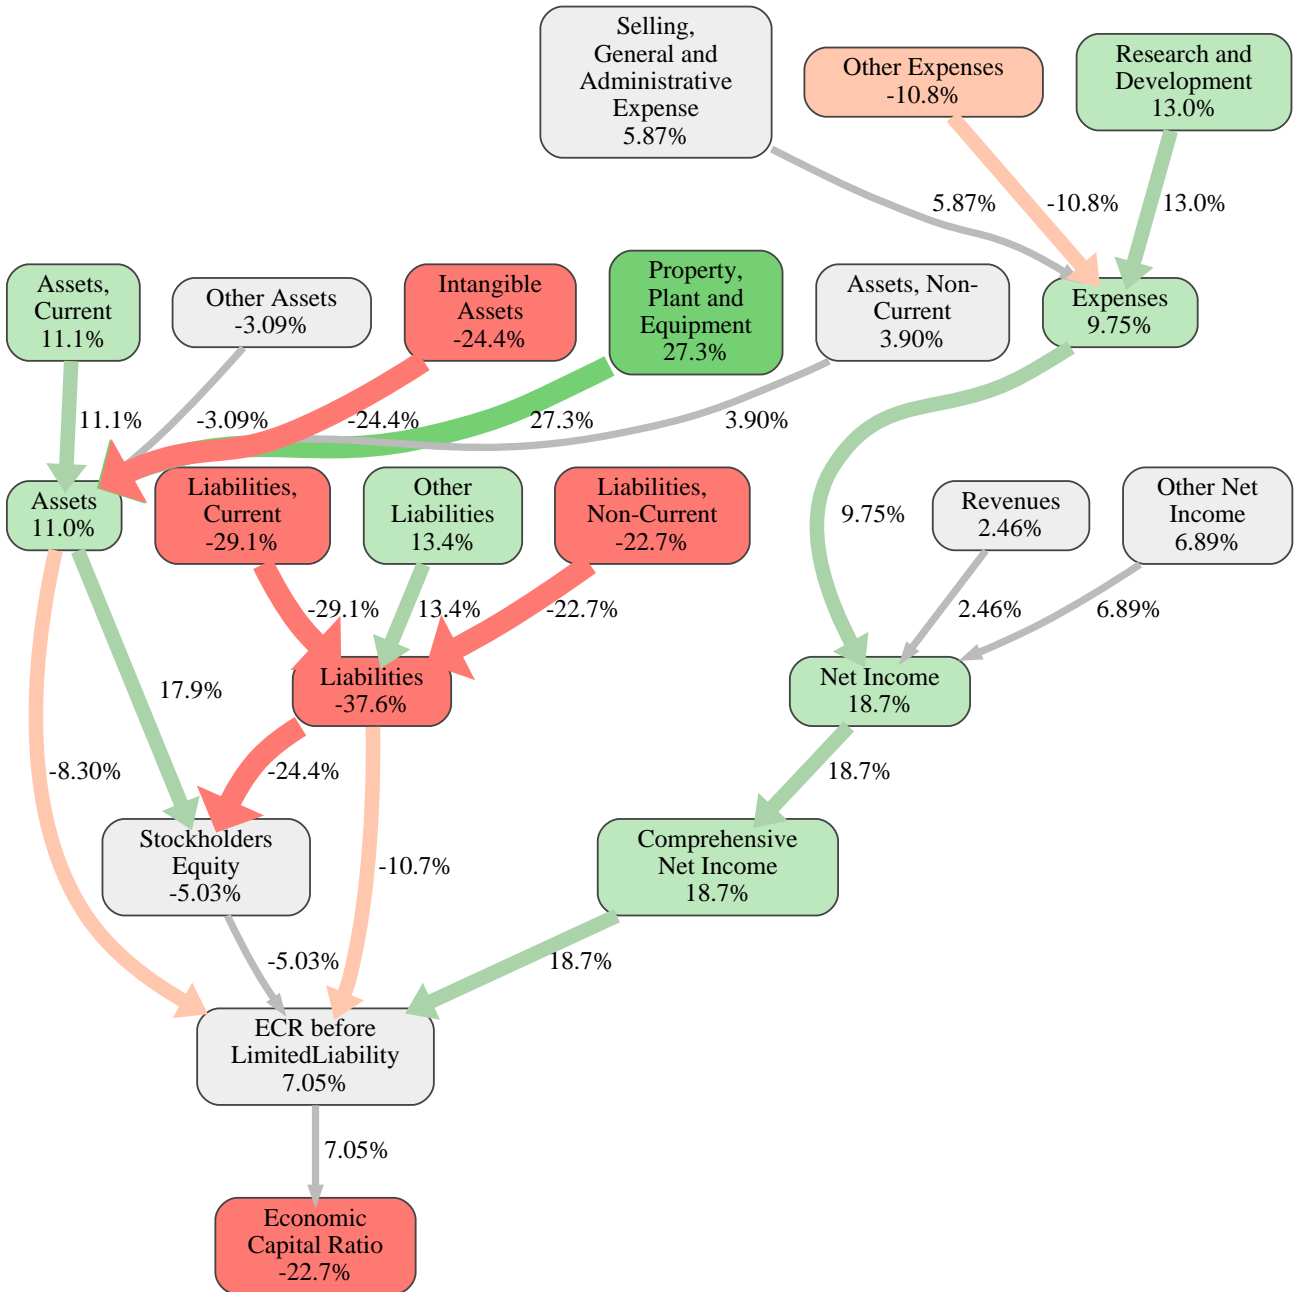 Selling,
General and
Administrative
Expense
5.87%
Other Expenses
-10.8%
Research and
Development
13.0%
5.87%
-10.8%
13.0%
Assets,
Current
11.1%
Other Assets
-3.09%
Intangible
Assets
-24.4%
Property,
Plant and
Equipment
27.3%
Assets, Non-
Current
3.90%
Expenses
9.75%
11.1%
-3.09%
-24.4%
27.3%
3.90%
Assets
11.0%
Liabilities,
Current
-29.1%
Other
Liabilities
13.4%
Liabilities,
Non-Current
-22.7%
9.75%
Revenues
2.46%
Other Net
Income
6.89%
-29.1%
13.4%
-22.7%
2.46%
6.89%
17.9%
Liabilities
-37.6%
Net Income
18.7%
-8.30%
-24.4%
18.7%
Stockholders
Equity
-5.03%
-10.7%
Comprehensive
Net Income
18.7%
-5.03%
18.7%
ECR before
LimitedLiability
7.05%
7.05%
Economic
Capital Ratio
-22.7%